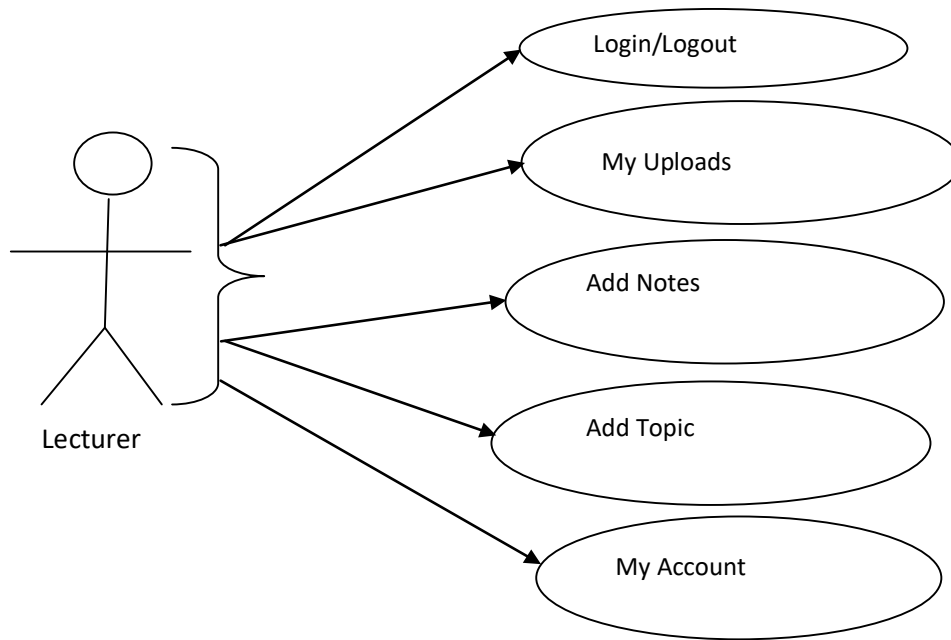 Login/Logout
My Uploads
Add Notes
Lecturer
Add Topic
My Account